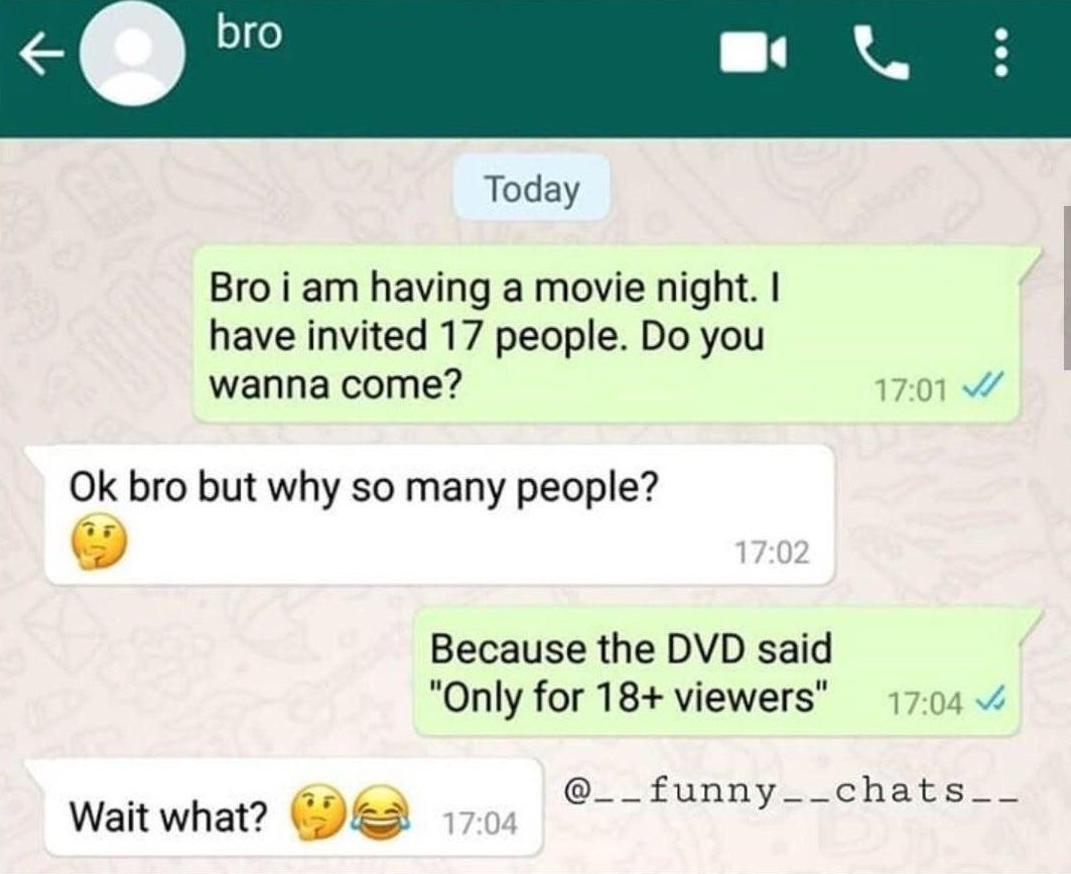 bro
Today
Bro i am having a movie night. I
have invited 17 people. Do you
wanna come?
17:01
Ok bro but why so many people?
🤔
17:02
Because the DVD said
"Only for 18+ viewers"
17:04
@__funny__chats__
Wait what? 🤔😂
17:04